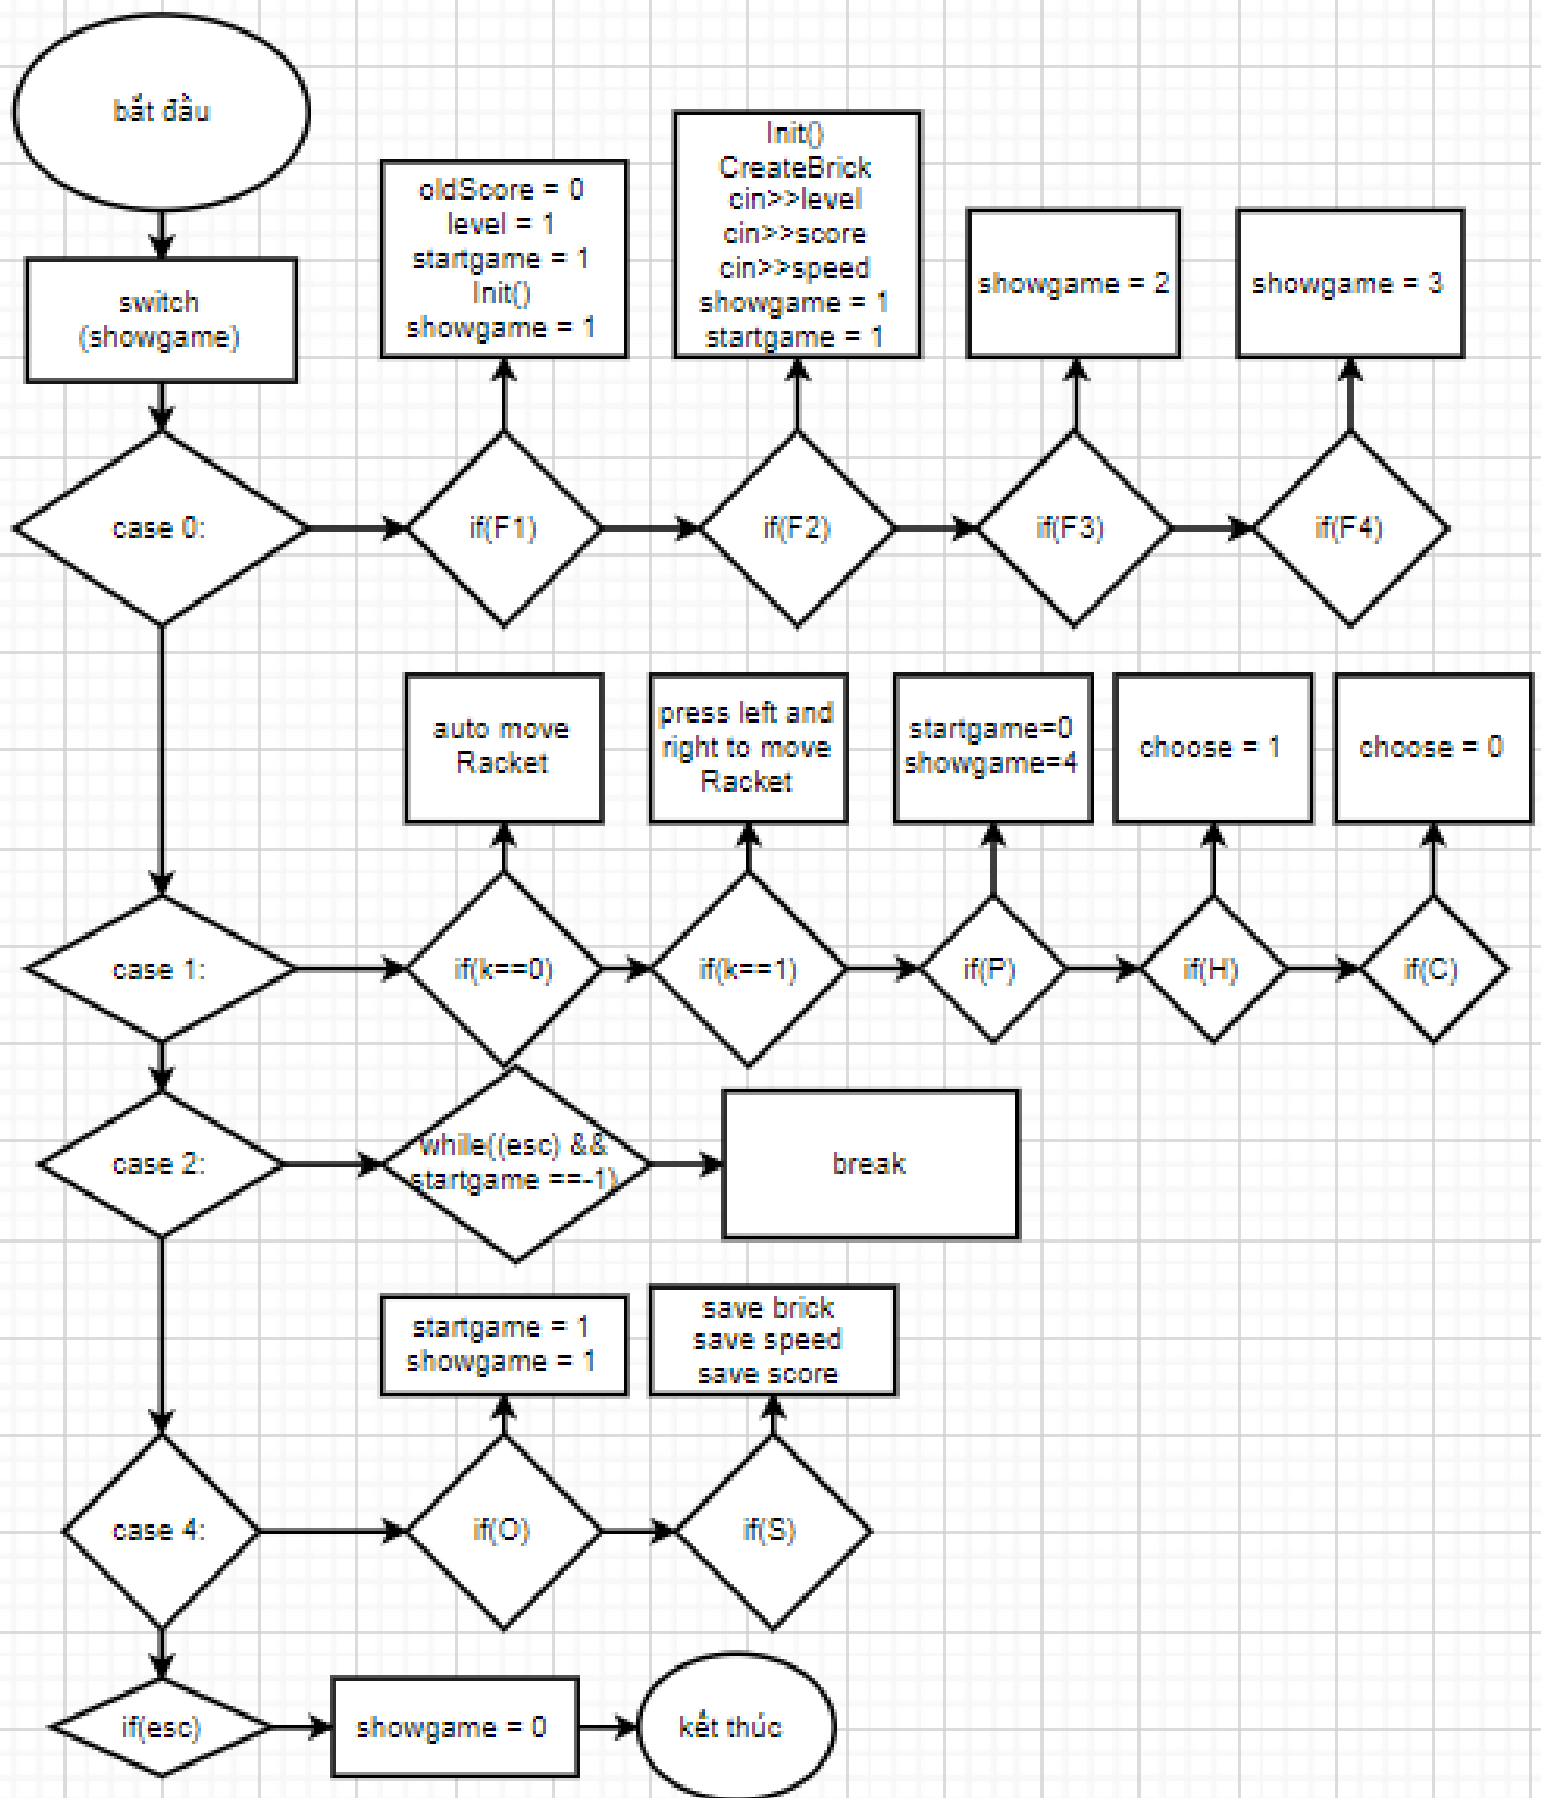 bắt đầu
switch
(showgame)
oldScore = 0
level = 1
startgame = 1
Init()
showgame = 1
Init()
CreateBrick
cin>>level
cin>>score
cin>>speed
showgame = 1
startgame = 1
showgame = 2
showgame = 3
case 0:
if(F1)
if(F2)
if(F3)
if(F4)
auto move
Racket
press left and
right to move
Racket
startgame=0
showgame=4
choose = 1
choose = 0
case 1:
if(k==0)
if(k==1)
if(P)
if(H)
if(C)
case 2:
while((esc) &&
startgame ==-1)
break
startgame = 1
showgame = 1
save brick
save speed
save score
case 4:
if(O)
if(S)
if(esc)
showgame = 0
kết thúc